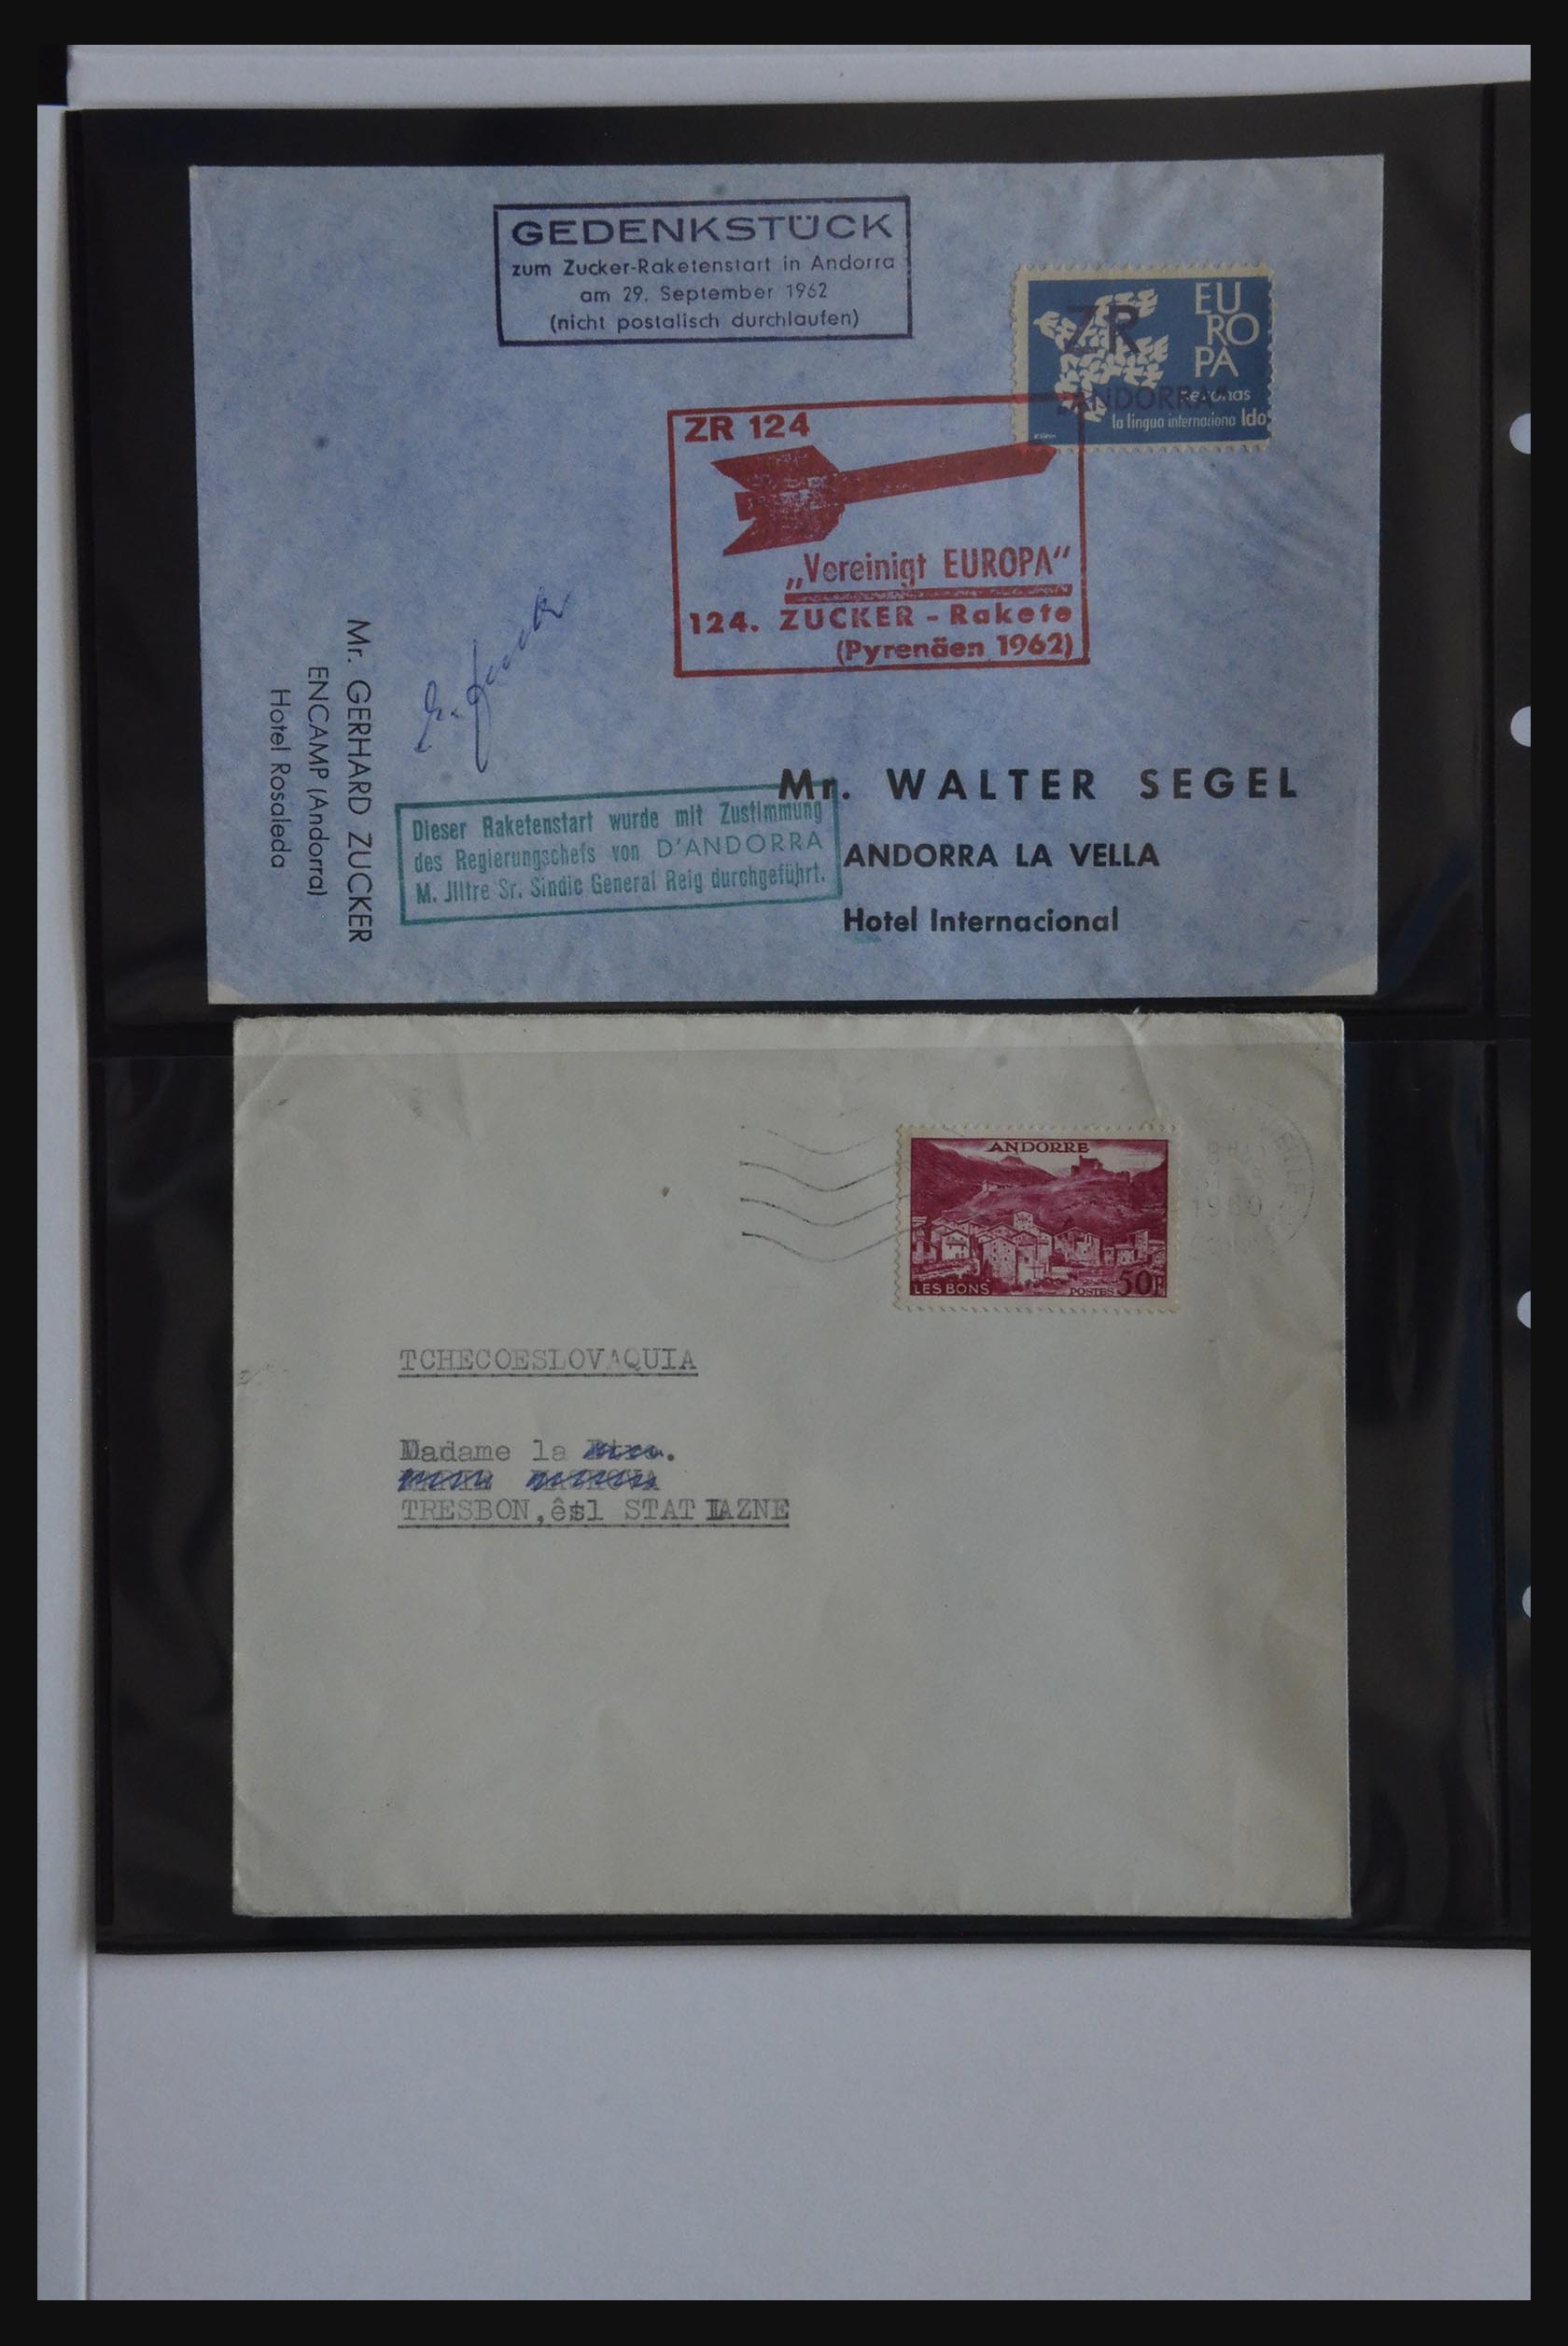 GEDENKSTÜCK
zum Zucker-Raketenstart in Andorra
am 29. September 1962
(nicht postalisch durchlaufen)
EU
RO
PA
ZR
„ANDORRA"
la linguo internaciona Ido
ZR 124
„Vereinigt EUROPA“
124. ZUCKER - Rakete
(Pyrenäen 1962)
Mr. GERHARD ZUCKER
ENCAMP (Andorra)
Hotel Rosaleda
Dieser Raketenstart wurde mit Zustimmung
des Regierungschefs von D'ANDORRA
M. Jlltre Sr. Sindic General Reig durchgeführt.
Mr. WALTER SEGEL
ANDORRA LA VELLA
Hotel Internacional
ANDORRE
LES BONS
POSTES 50F
1960
TCHECOESLOVAQUIA
Madame la
TRESBON,
STAT LAZNE